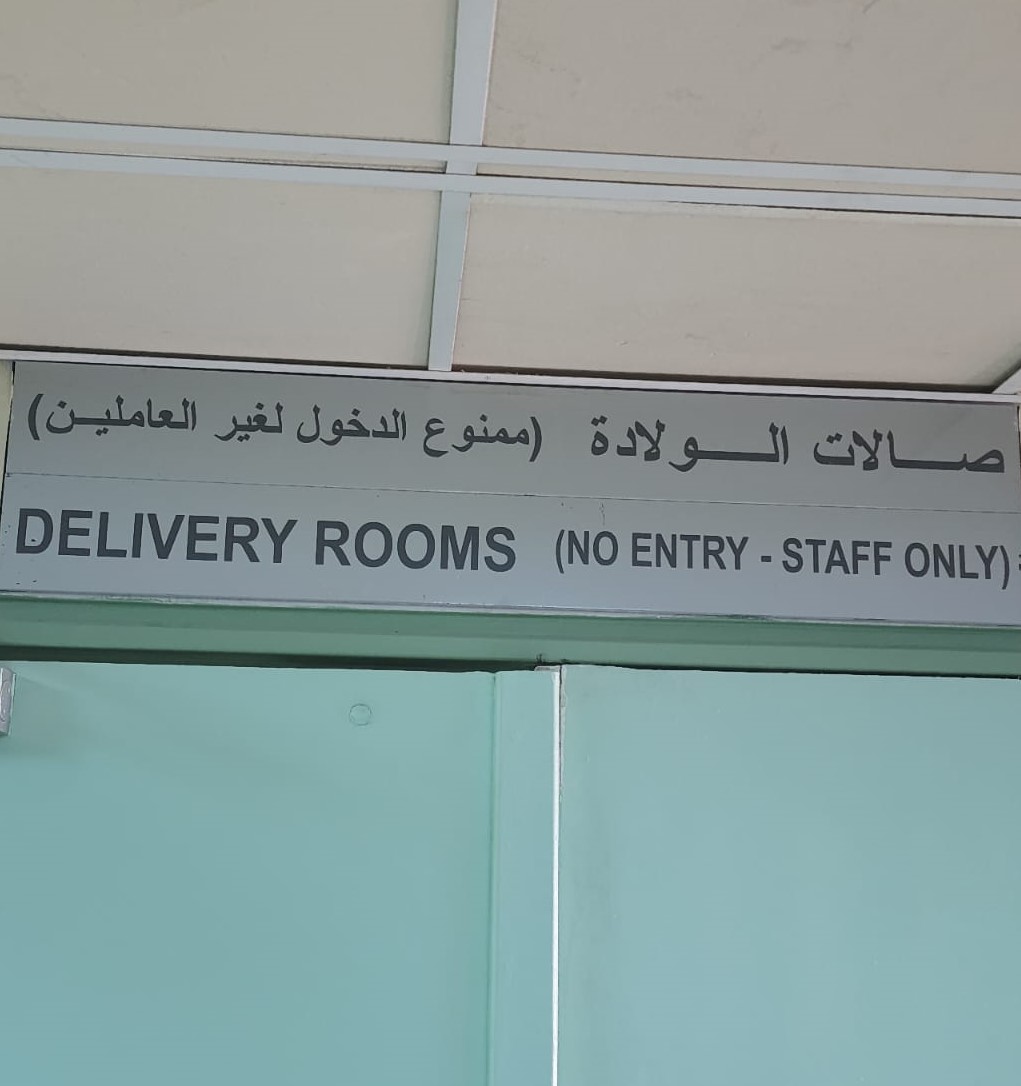 صالات الولادة (ممنوع الدخول لغير العاملين)
DELIVERY ROOMS (NO ENTRY - STAFF ONLY)